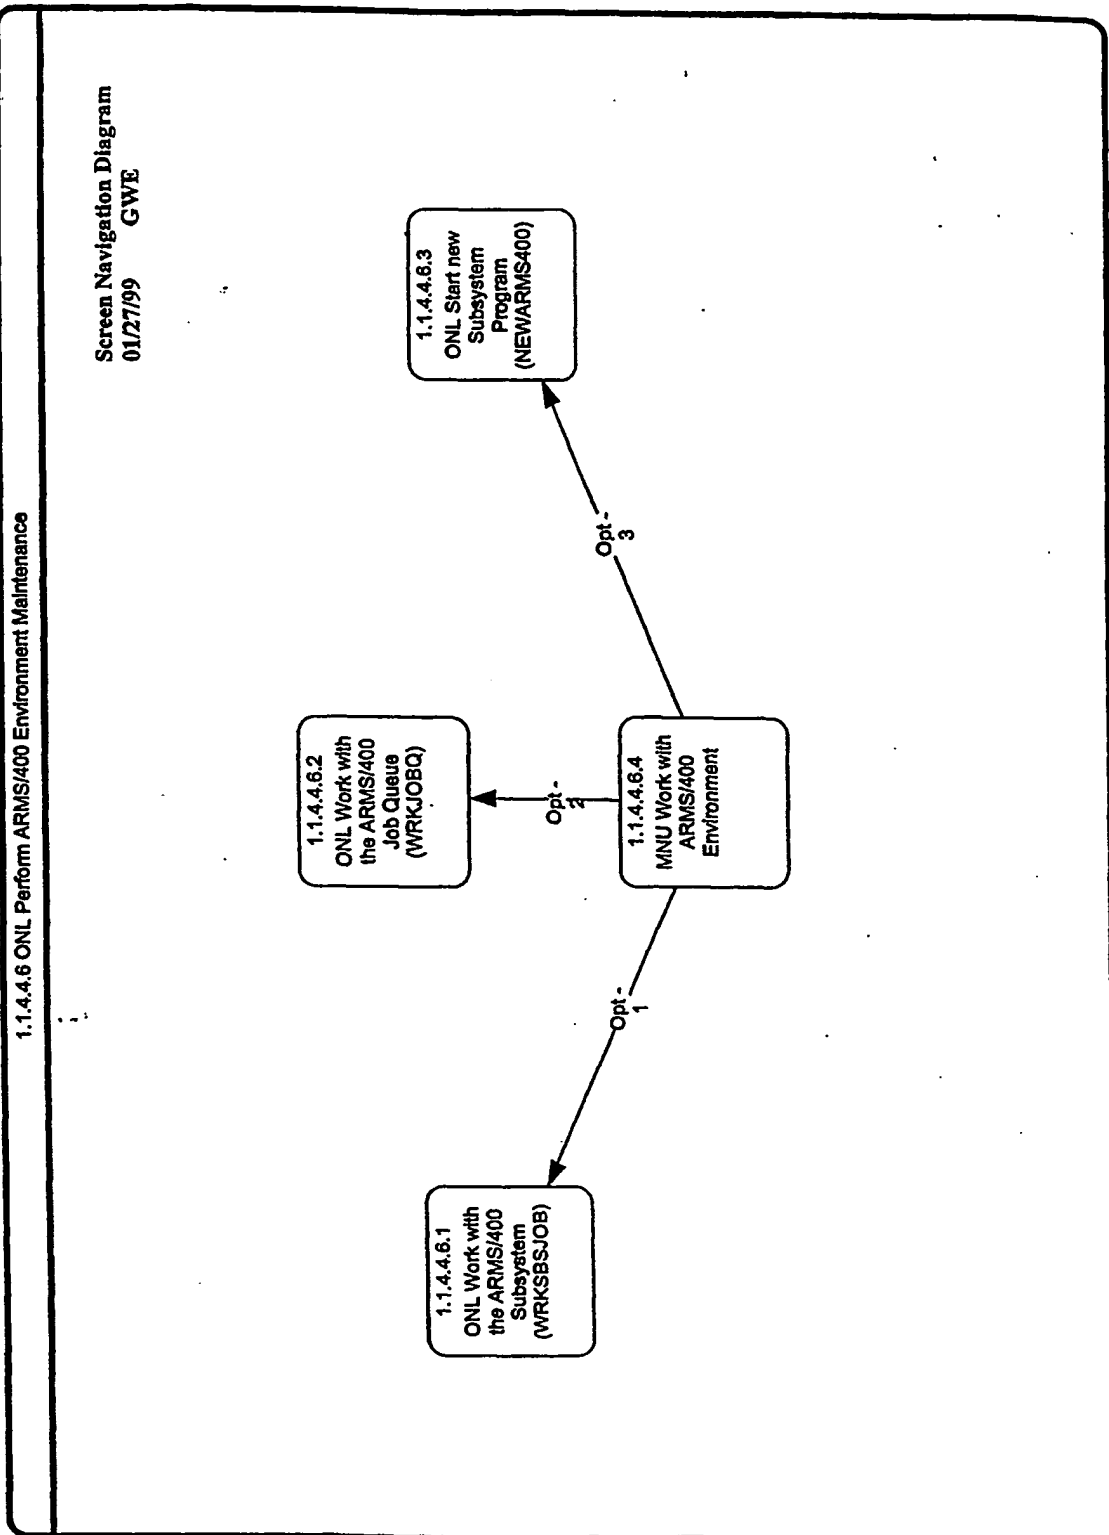 1.1.4.4.6 ONL Perform ARMS/400 Environment Maintenance
Screen Navigation Diagram
01/27/99 GWE
1.1.4.4.6.1
ONL Work with
the ARMS/400
Subsystem
(WRKSBSJOB)
1.1.4.4.6.2
ONL Work with
the ARMS/400
Job Queue
(WRKJOBQ)
1.1.4.4.6.3
ONL Start new
Subsystem
Program
(NEWARMS400)
Opt -
1
Opt -
2
Opt -
3
1.1.4.4.6.4
MNU Work with
ARMS/400
Environment